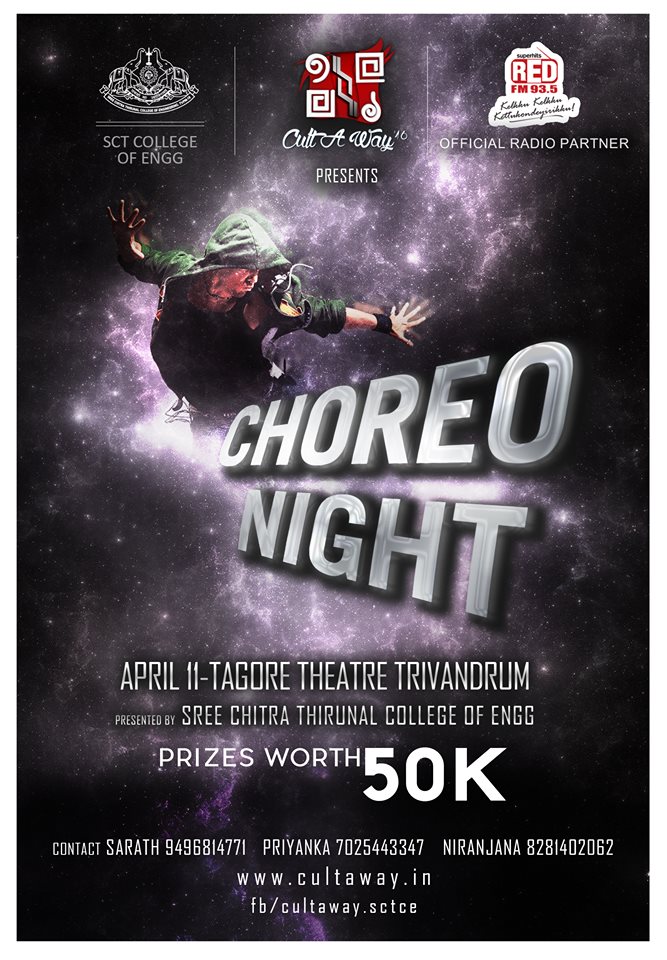 SCT COLLEGE
OF ENGG
Cult A Way'16
PRESENTS
superhits
RED
FM 93.5
Kelkku Kelkku
Kettukondeyirikku!
OFFICIAL RADIO PARTNER
CHOREO
NIGHT
APRIL 11-TAGORE THEATRE TRIVANDRUM
PRESENTED BY SREE CHITRA THIRUNAL COLLEGE OF ENGG
PRIZES WORTH 50K
CONTACT SARATH 9496814771 PRIYANKA 7025443347 NIRANJANA 8281402062
www.cultaway.in
fb/cultaway.sctce